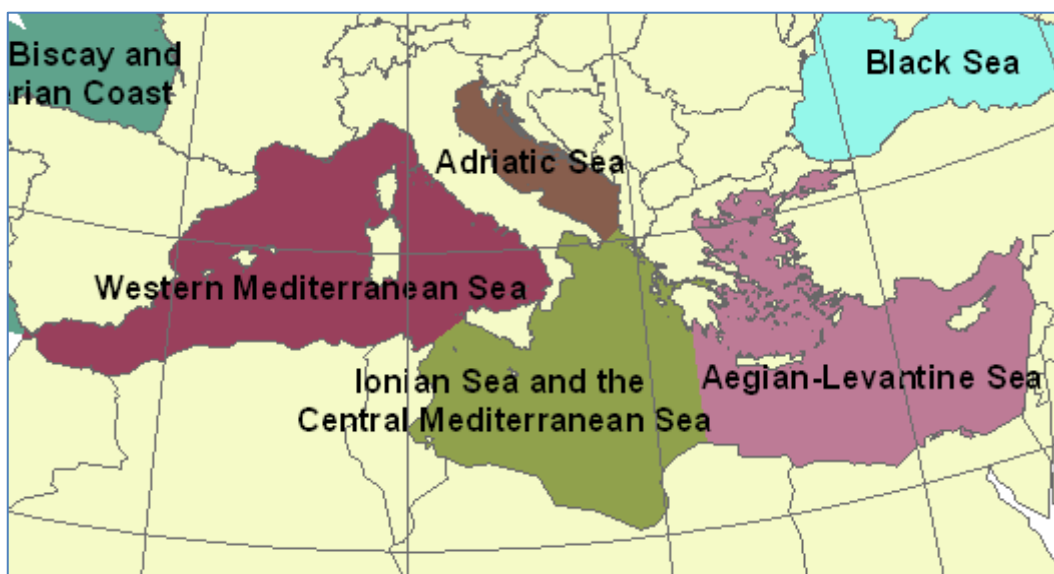 Biscay and
rian Coast
Black Sea
Adriatic Sea
Western Mediterranean Sea
Ionian Sea and the
Central Mediterranean Sea
Aegian-Levantine Sea